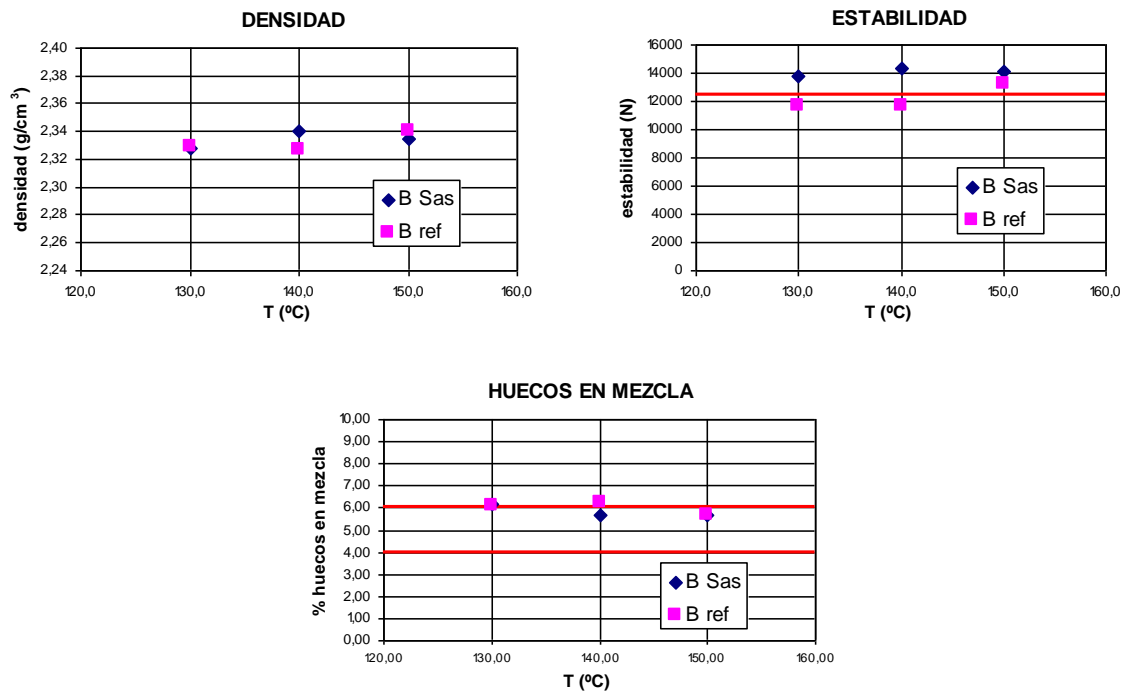 DENSIDAD
2,40
2,38
2,36
2,34
2,32
2,30
2,28
2,26
2,24
densidad (g/cm³)
120,0 130,0 140,0 150,0 160,0
T (ºC)
B Sas
B ref
ESTABILIDAD
16000
14000
12000
10000
8000
6000
4000
2000
0
estabilidad (N)
120,0 130,0 140,0 150,0 160,0
T (ºC)
B Sas
B ref
HUECOS EN MEZCLA
10,00
9,00
8,00
7,00
6,00
5,00
4,00
3,00
2,00
1,00
0,00
% huecos en mezcla
120,00 130,00 140,00 150,00 160,00
T (ºC)
B Sas
B ref